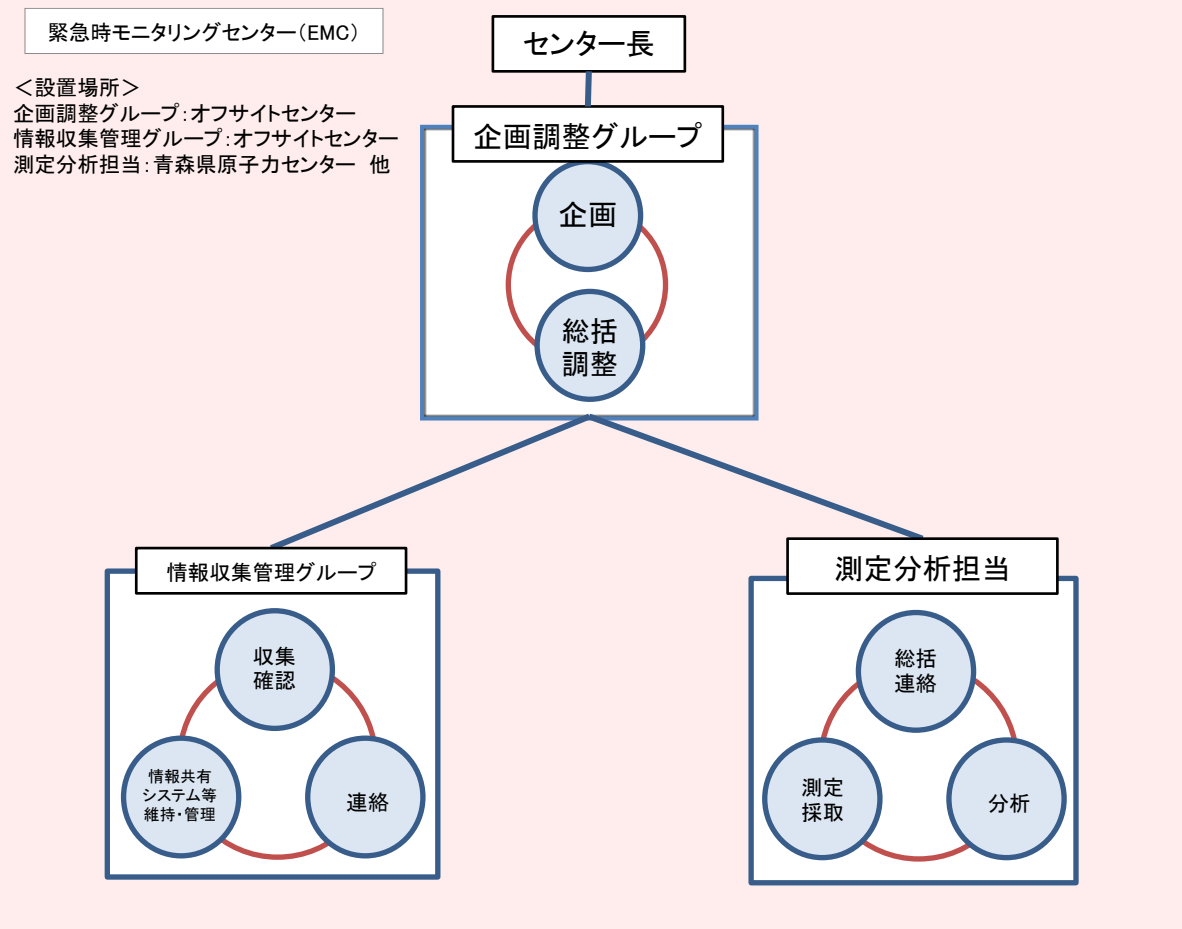 緊急時モニタリングセンター（EMC）
＜設置場所＞
企画調整グループ：オフサイトセンター
情報収集管理グループ：オフサイトセンター
測定分析担当：青森県原子力センター　他
センター長
企画調整グループ
企画
総括
調整
情報収集管理グループ
収集
確認
情報共有
システム等
維持・管理
連絡
測定分析担当
総括
連絡
測定
採取
分析